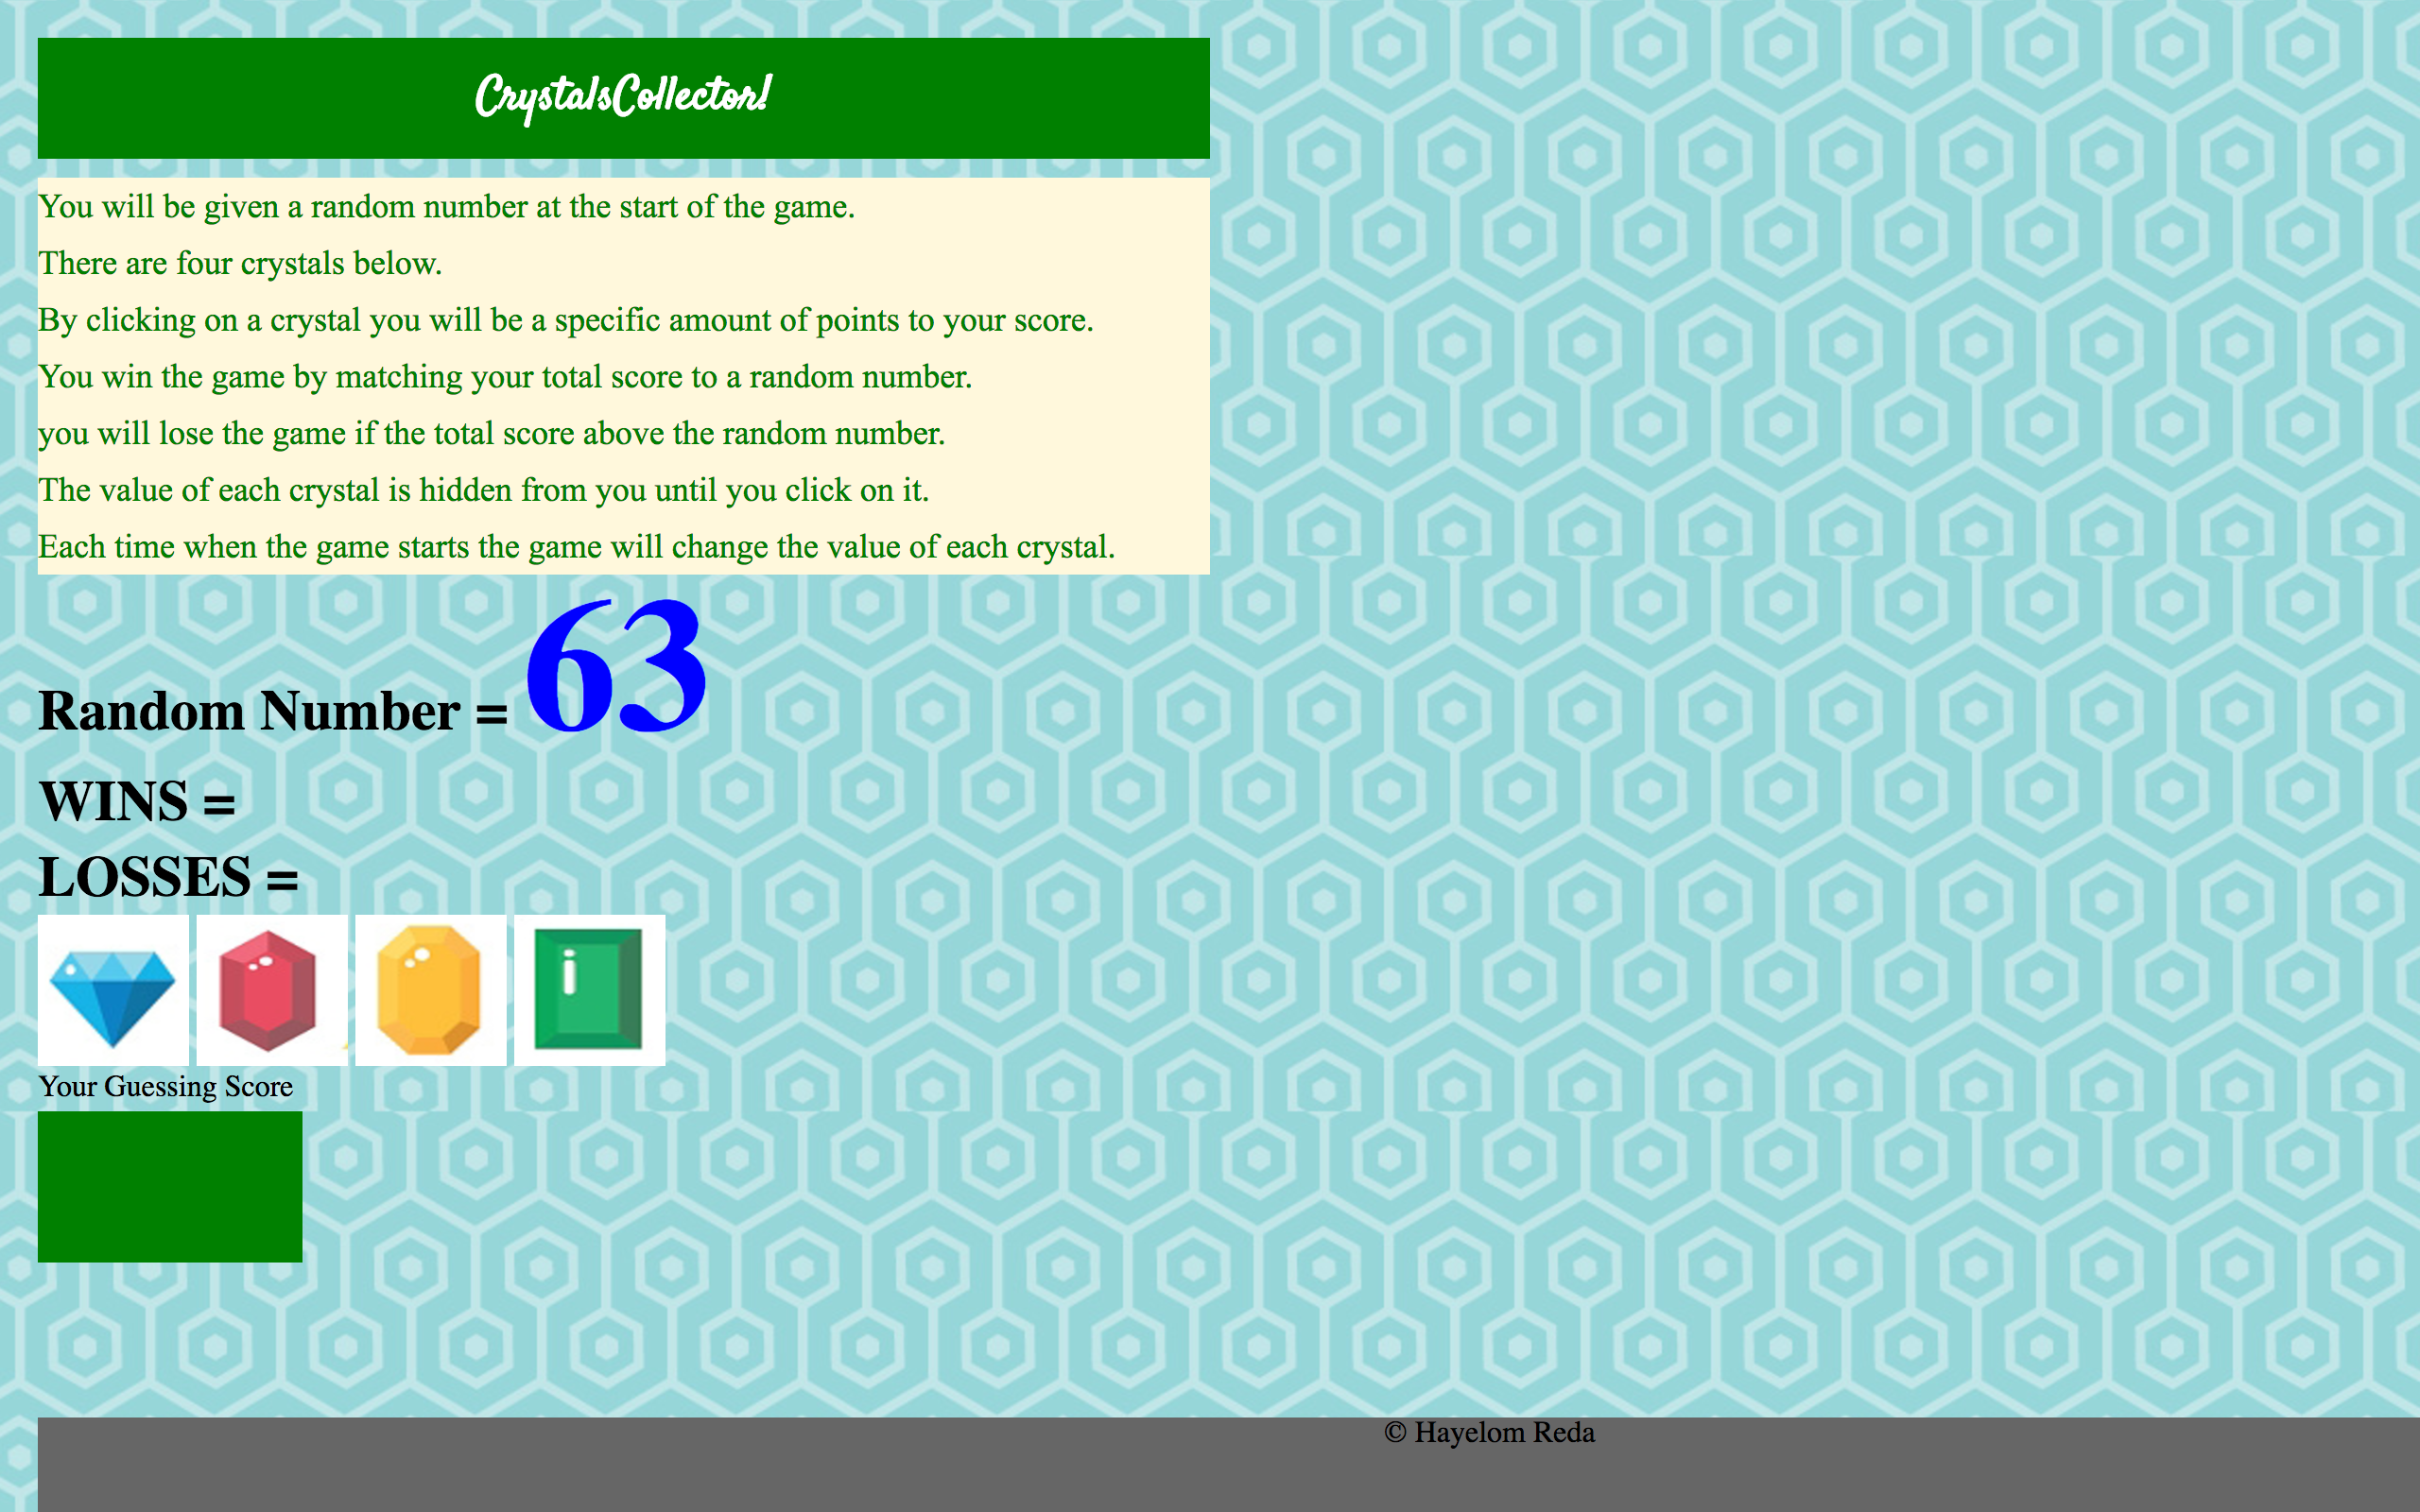 CrystalsCollector!
You will be given a random number at the start of the game.
There are four crystals below.
By clicking on a crystal you will be a specific amount of points to your score.
You win the game by matching your total score to a random number.
you will lose the game if the total score above the random number.
The value of each crystal is hidden from you until you click on it.
Each time when the game starts the game will change the value of each crystal.
Random Number = 63
WINS =
LOSSES =
Your Guessing Score
© Hayelom Reda